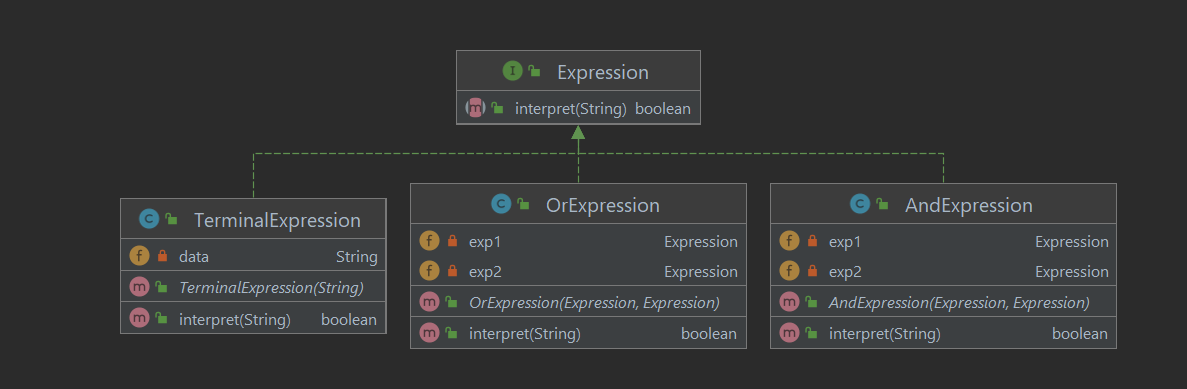 I Expression
m interpret(String) boolean
C TerminalExpression
f data String
m TerminalExpression(String)
m interpret(String) boolean
C OrExpression
f exp1 Expression
f exp2 Expression
m OrExpression(Expression, Expression)
m interpret(String) boolean
C AndExpression
f exp1 Expression
f exp2 Expression
m AndExpression(Expression, Expression)
m interpret(String) boolean